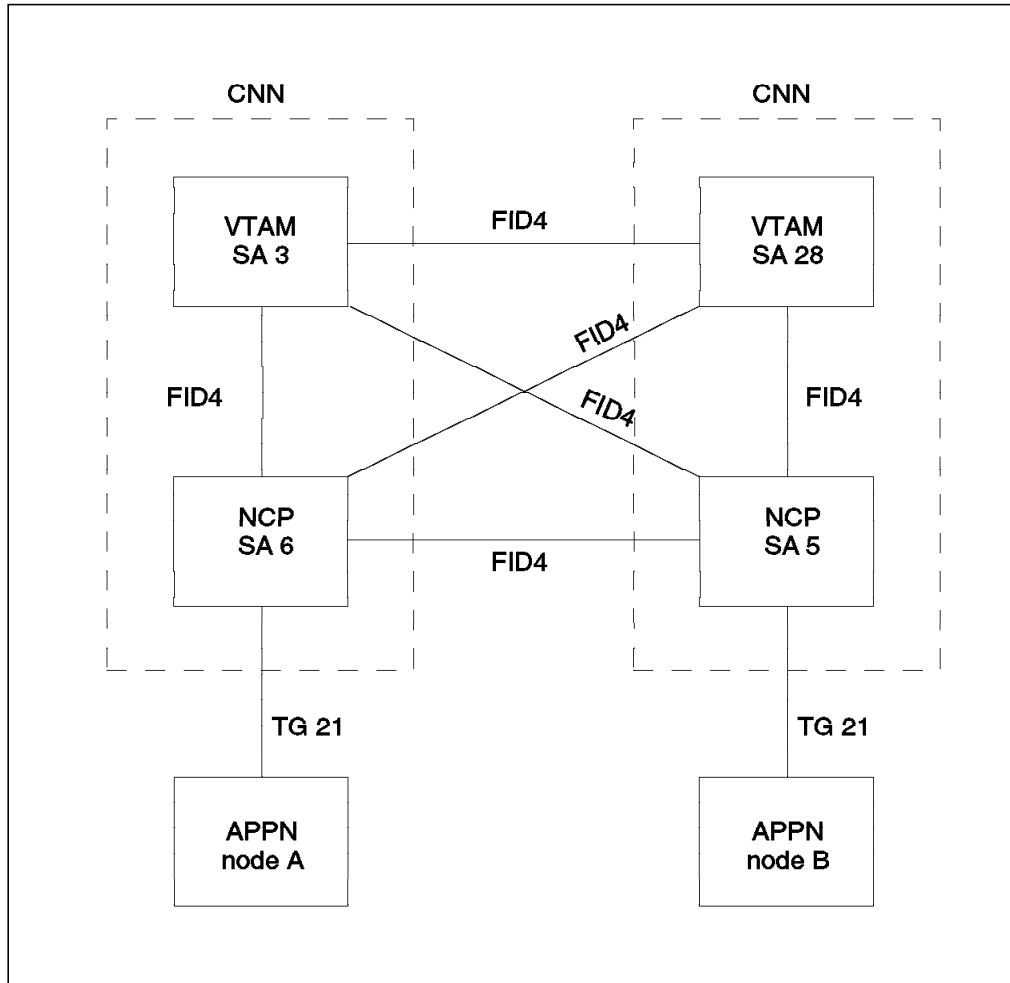 CNN
CNN
VTAM
SA 3
FID4
VTAM
SA 28
FID4
FID4
FID4
FID4
NCP
SA 6
FID4
NCP
SA 5
TG 21
TG 21
APPN
node A
APPN
node B